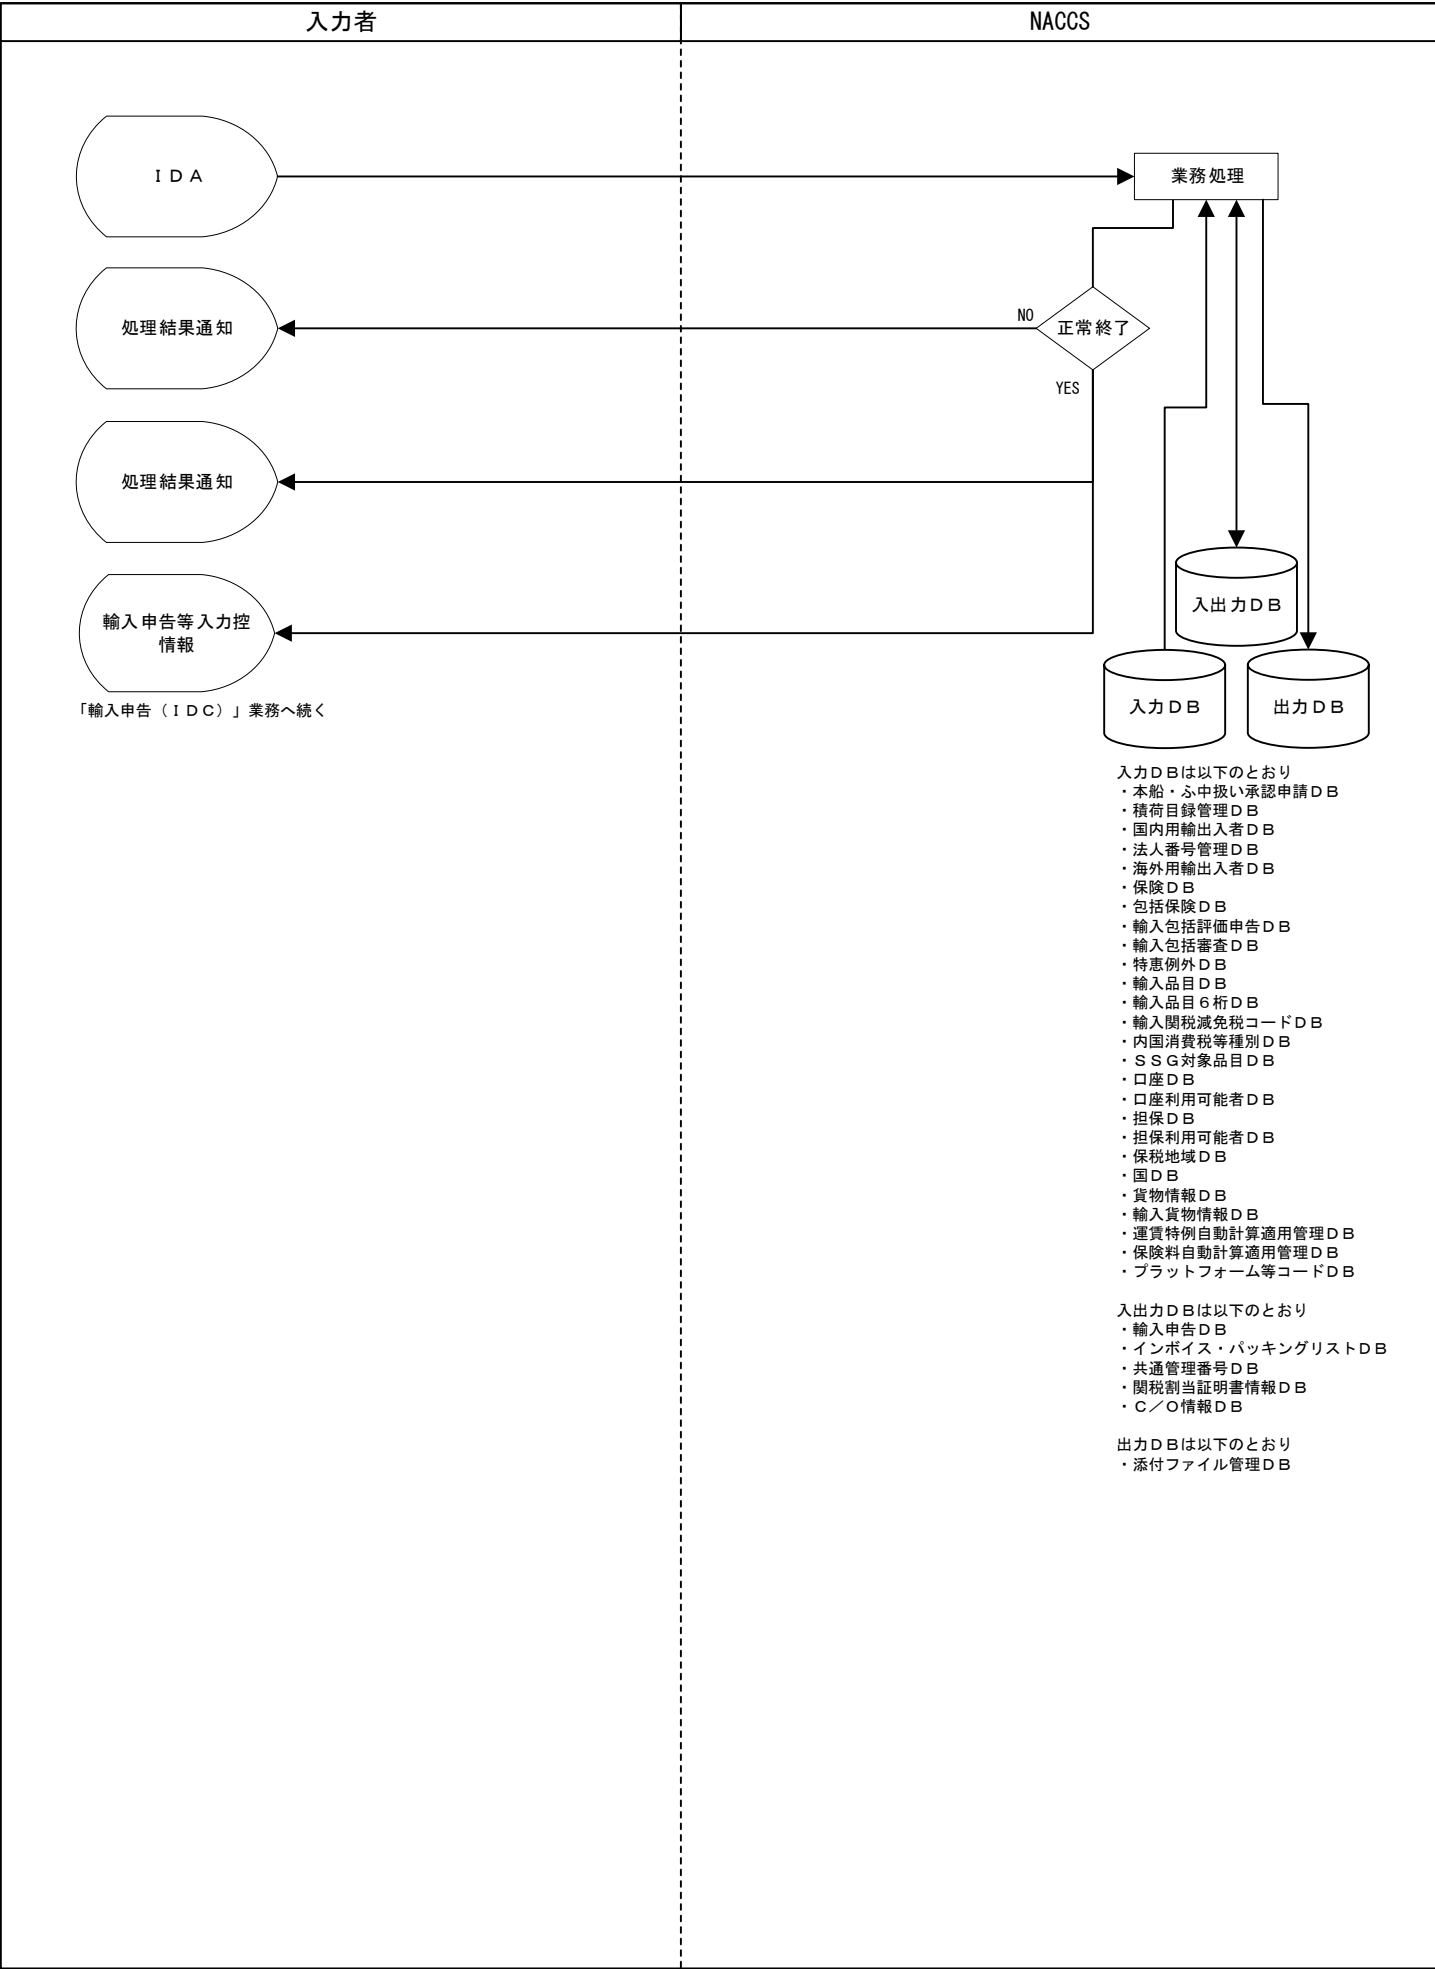 入力者
NACCS
ＩＤＡ
業務処理
処理結果通知
NO
正常終了
YES
処理結果通知
輸入申告等入力控
情報
「輸入申告（ＩＤＣ）」業務へ続く
入出力ＤＢ
入力ＤＢ
出力ＤＢ
入力ＤＢは以下のとおり
・本船・ふ中扱い承認申請ＤＢ
・積荷目録管理ＤＢ
・国内用輸出入者ＤＢ
・法人番号管理ＤＢ
・海外用輸出入者ＤＢ
・保険ＤＢ
・包括保険ＤＢ
・輸入包括評価申告ＤＢ
・輸入包括審査ＤＢ
・特恵例外ＤＢ
・輸入品目ＤＢ
・輸入品目６桁ＤＢ
・輸入関税減免税コードＤＢ
・内国消費税等種別ＤＢ
・ＳＳＧ対象品目ＤＢ
・口座ＤＢ
・口座利用可能者ＤＢ
・担保ＤＢ
・担保利用可能者ＤＢ
・保税地域ＤＢ
・国ＤＢ
・貨物情報ＤＢ
・輸入貨物情報ＤＢ
・運賃特例自動計算適用管理ＤＢ
・保険料自動計算適用管理ＤＢ
・プラットフォーム等コードＤＢ
入出力ＤＢは以下のとおり
・輸入申告ＤＢ
・インボイス・パッキングリストＤＢ
・共通管理番号ＤＢ
・関税割当証明書情報ＤＢ
・Ｃ／Ｏ情報ＤＢ
出力ＤＢは以下のとおり
・添付ファイル管理ＤＢ